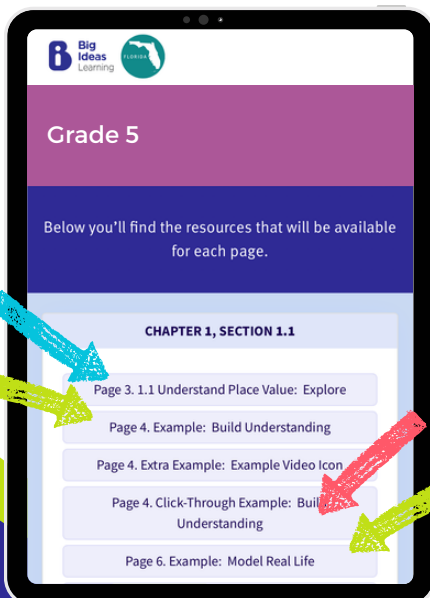 Big
Ideas
Learning
FLORIDA
Grade 5
Below you’ll find the resources that will be available
for each page.
CHAPTER 1, SECTION 1.1
Page 3. 1.1 Understand Place Value: Explore
Page 4. Example: Build Understanding
Page 4. Extra Example: Example Video Icon
Page 4. Click-Through Example: Build
Understanding
Page 6. Example: Model Real Life